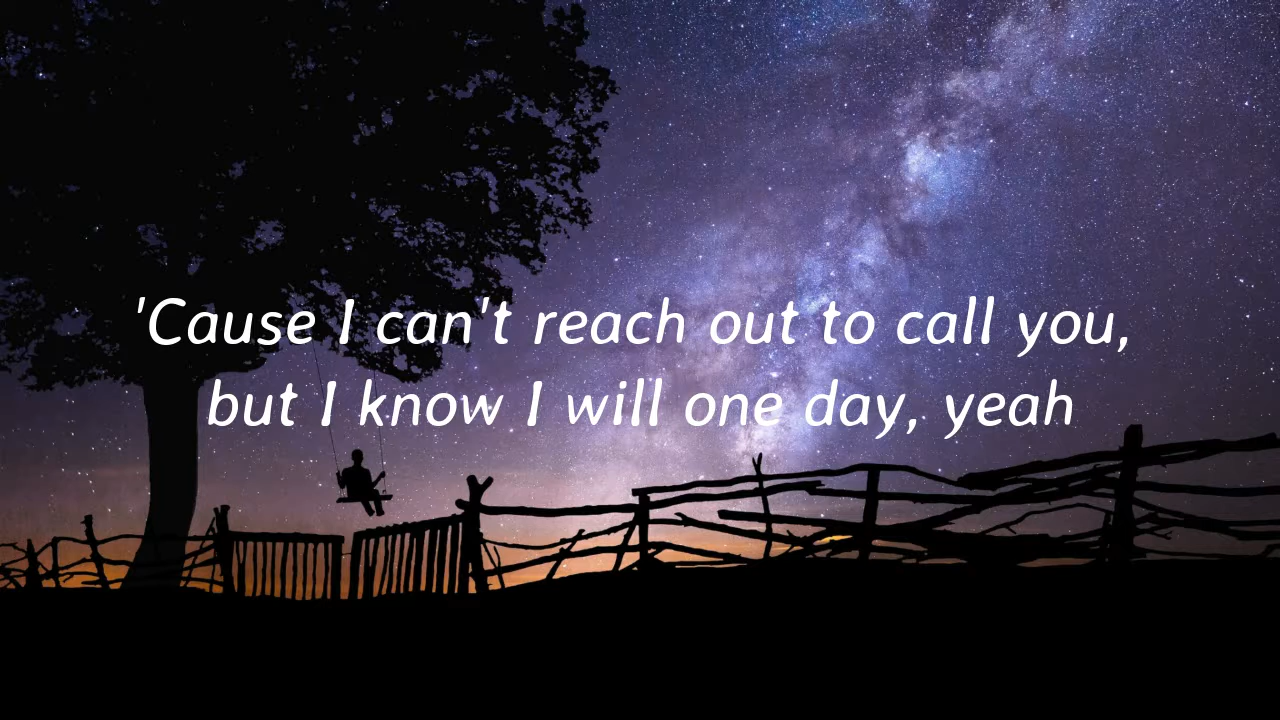 'Cause I can't reach out to call you,
but I know I will one day, yeah